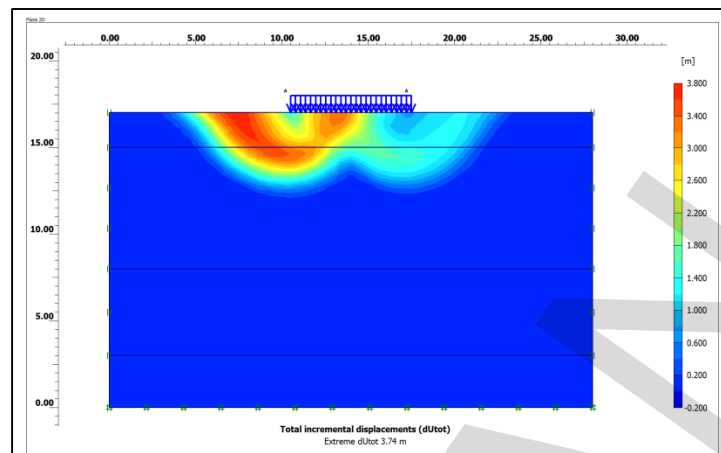 Plaxis 2D
0.00 5.00 10.00 15.00 20.00 25.00 30.00
20.00
15.00
10.00
5.00
0.00
A A
[m]
3.800
3.400
3.000
2.600
2.200
1.800
1.400
1.000
0.600
0.200
-0.200
Total incremental displacements (dUtot)
Extreme dUtot 3.74 m